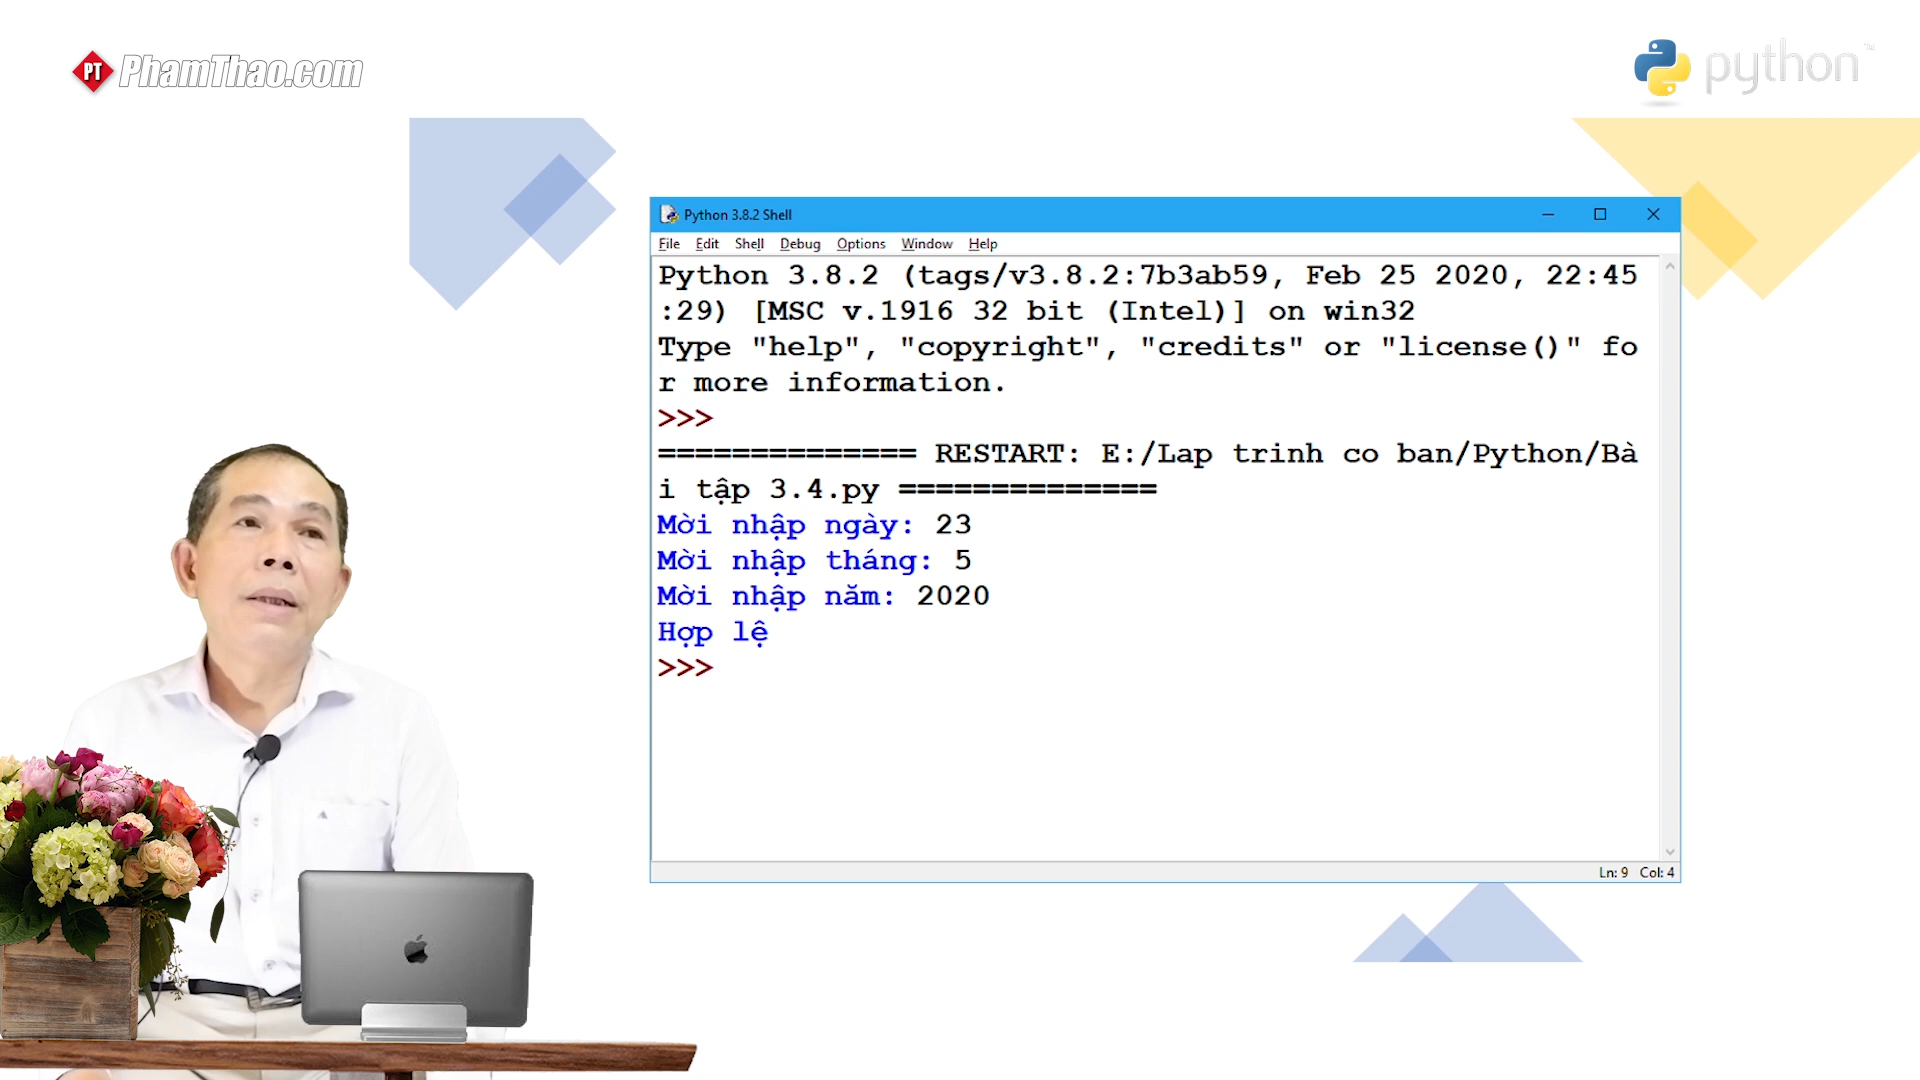 PT PhamThao.com
python™
Python 3.8.2 Shell
File Edit Shell Debug Options Window Help
Python 3.8.2 (tags/v3.8.2:7b3ab59, Feb 25 2020, 22:45
:29) [MSC v.1916 32 bit (Intel)] on win32
Type "help", "copyright", "credits" or "license()" fo
r more information.
>>>
============== RESTART: E:/Lap trinh co ban/Python/Bà
i tập 3.4.py ==============
Mời nhập ngày: 23
Mời nhập tháng: 5
Mời nhập năm: 2020
Hợp lệ
>>>
Ln: 9 Col: 4